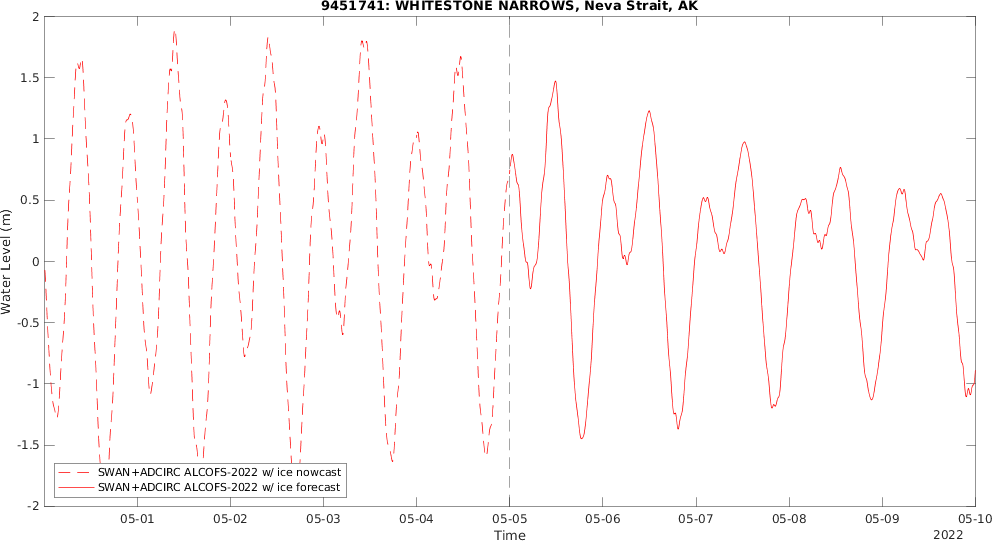 9451741: WHITESTONE NARROWS, Neva Strait, AK
Water Level (m)
2
1.5
1
0.5
0
-0.5
-1
-1.5
-2
SWAN+ADCIRC ALCOFS-2022 w/ ice nowcast
SWAN+ADCIRC ALCOFS-2022 w/ ice forecast
05-01 05-02 05-03 05-04 05-05 05-06 05-07 05-08 05-09 05-10
Time
2022